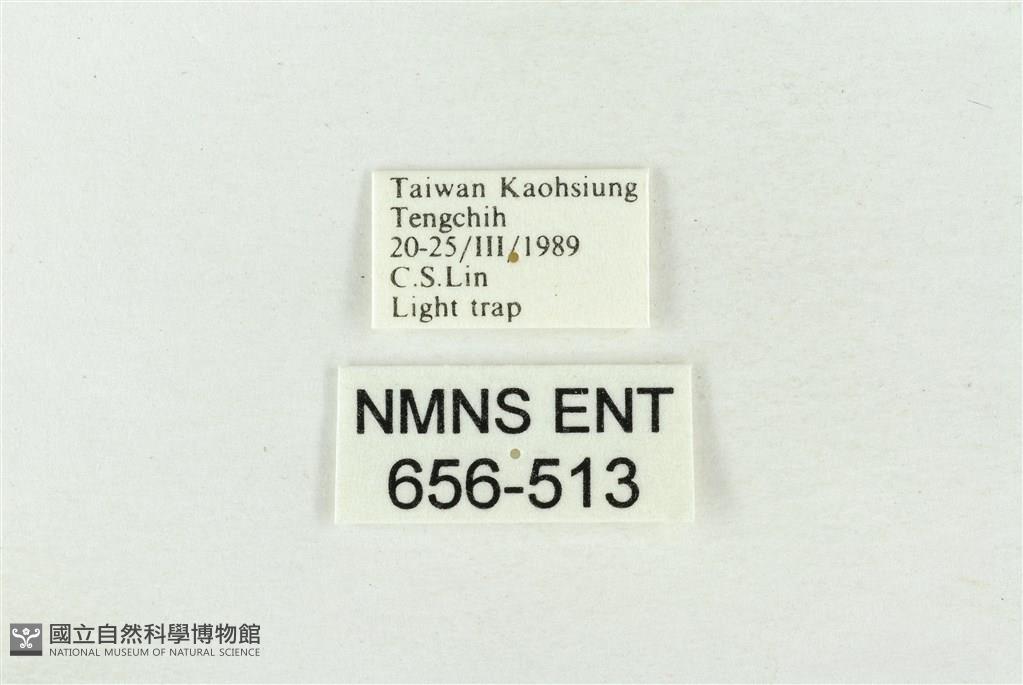 Taiwan Kaohsiung
Tengchih
20-25/III/1989
C.S.Lin
Light trap
NMNS ENT
656-513
國立自然科學博物館
NATIONAL MUSEUM OF NATURAL SCIENCE